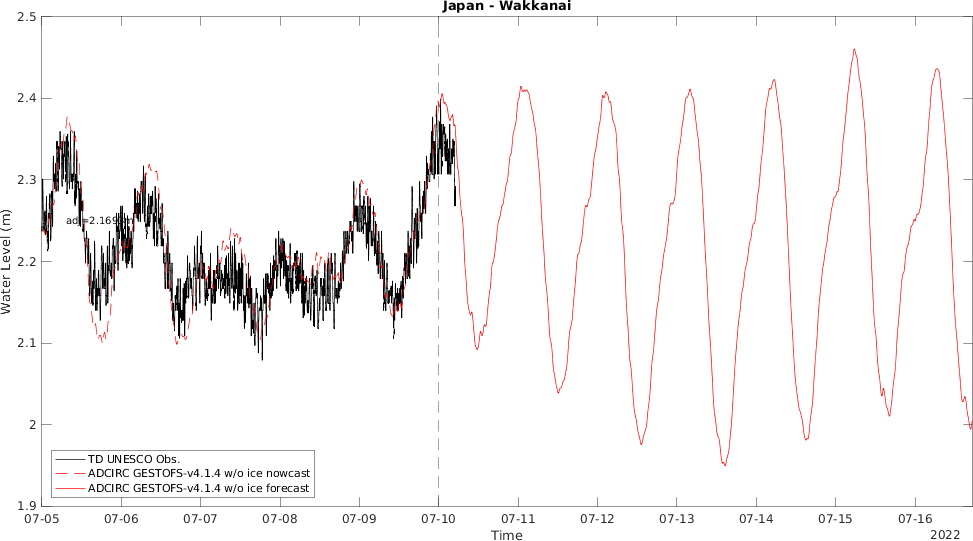 Japan - Wakkanai
2.5
2.4
2.3
2.2
2.1
2
1.9
Water Level (m)
TD UNESCO Obs.
ADCIRC GESTOFS-v4.1.4 w/o ice nowcast
ADCIRC GESTOFS-v4.1.4 w/o ice forecast
07-05 07-06 07-07 07-08 07-09 07-10 07-11 07-12 07-13 07-14 07-15 07-16
Time
2022